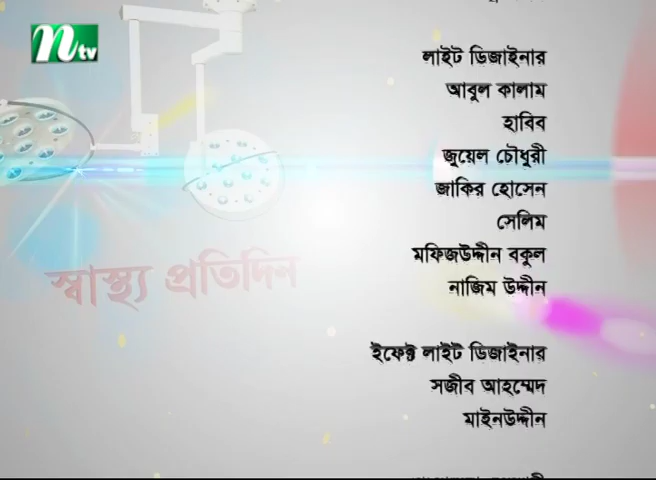 ntv
লাইট ডিজাইনার
আবুল কালাম
হাবিব
জুয়েল চৌধুরী
জাকির হোসেন
সেলিম
মফিজউদ্দীন বকুল
নাজিম উদ্দীন
স্বাস্থ্য প্রতিদিন
ইফেক্ট লাইট ডিজাইনার
সজীব আহম্মেদ
মাইনউদ্দীন